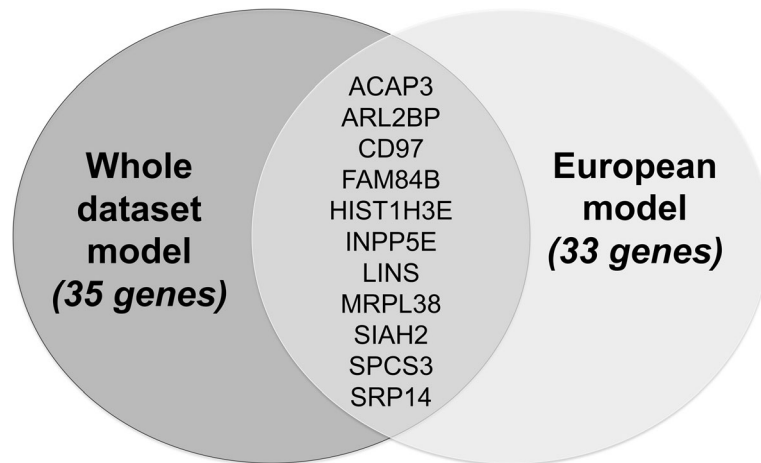 Whole
dataset
model
(35 genes)
ACAP3
ARL2BP
CD97
FAM84B
HIST1H3E
INPP5E
LINS
MRPL38
SIAH2
SPCS3
SRP14
European
model
(33 genes)